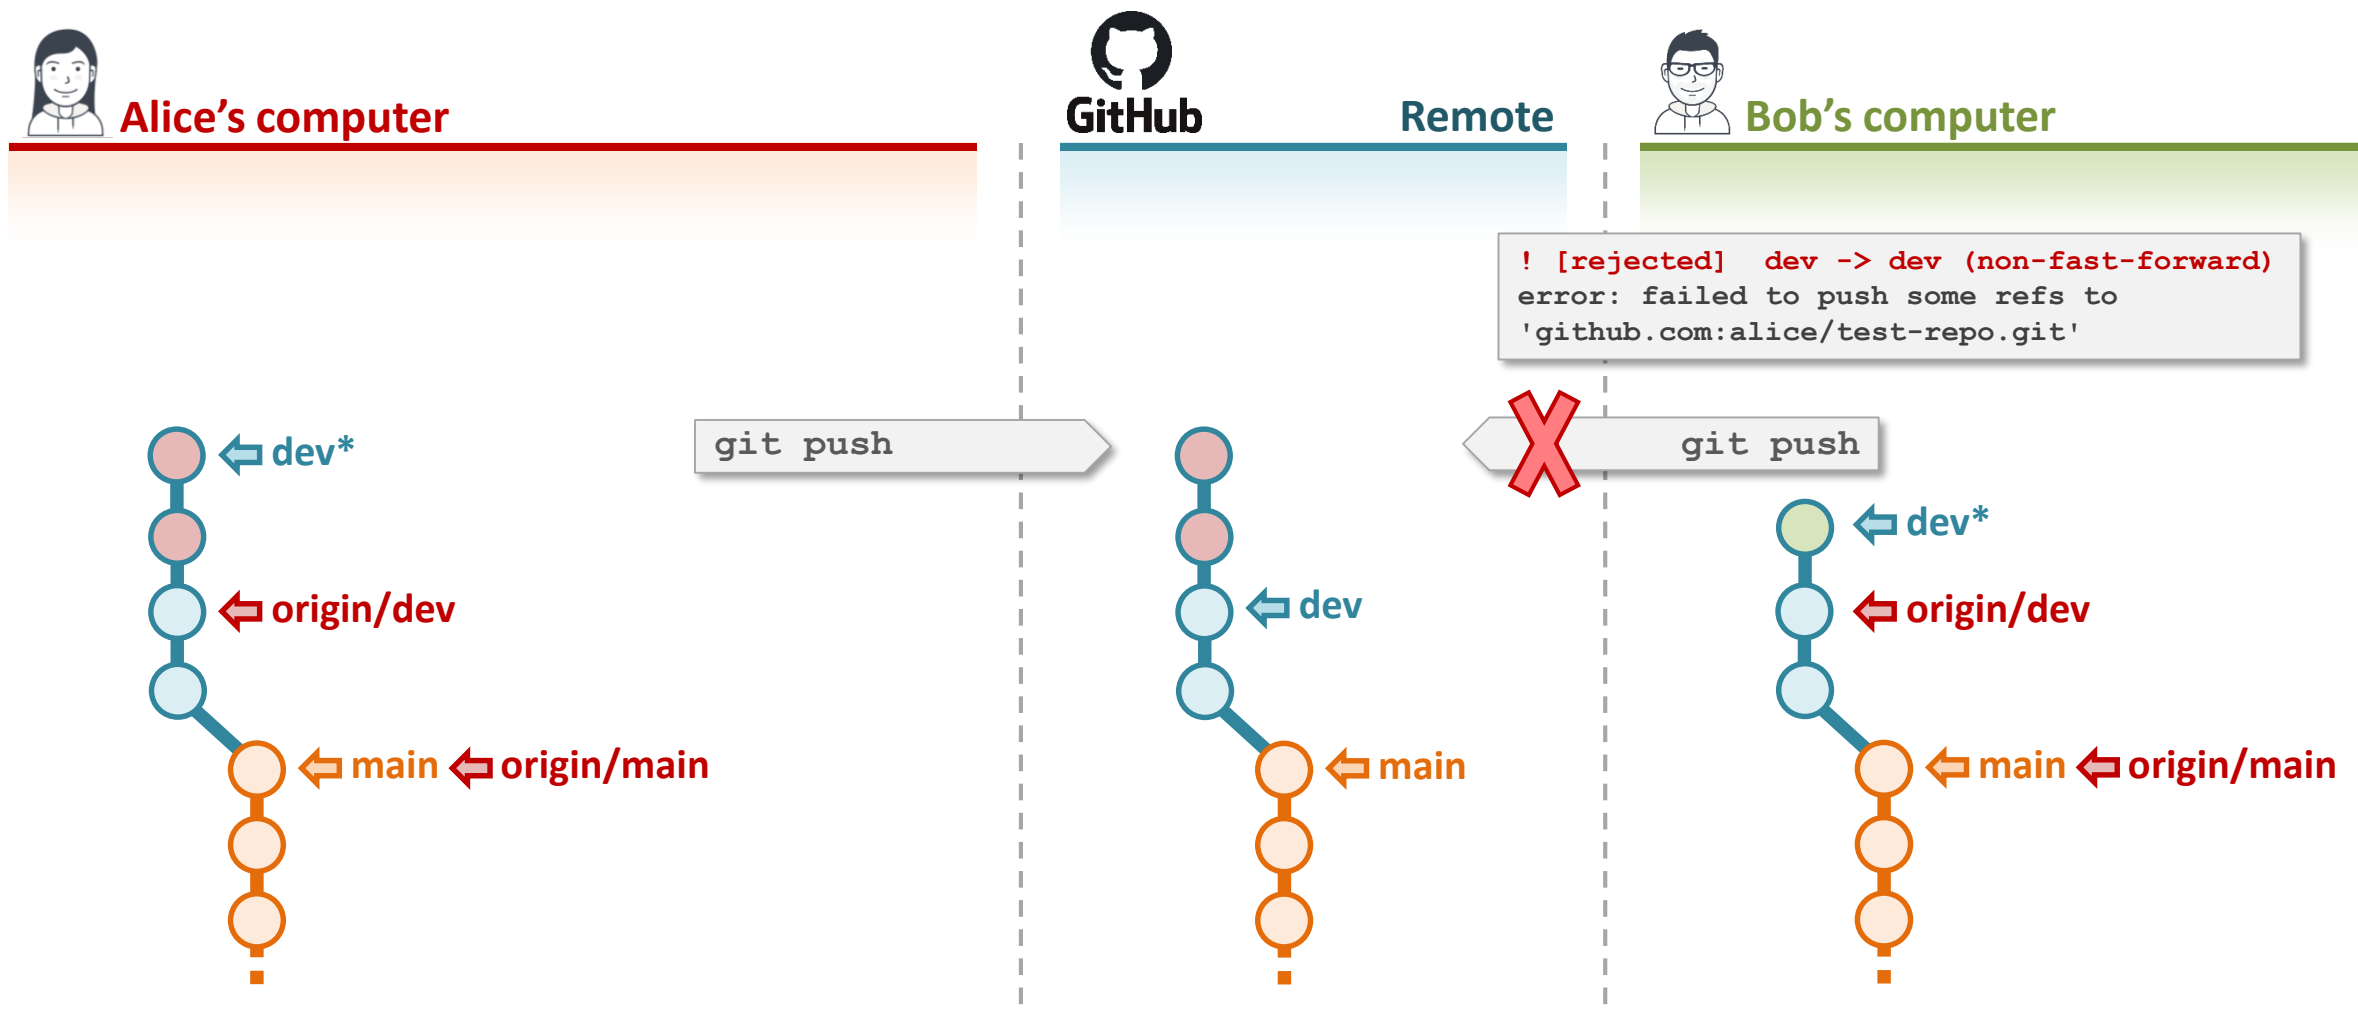 Alice's computer
GitHub
Remote
Bob's computer
! [rejected]  dev -> dev (non-fast-forward)
error: failed to push some refs to
'github.com:alice/test-repo.git'
git push
git push
dev*
origin/dev
main origin/main
dev
main
dev*
origin/dev
main origin/main